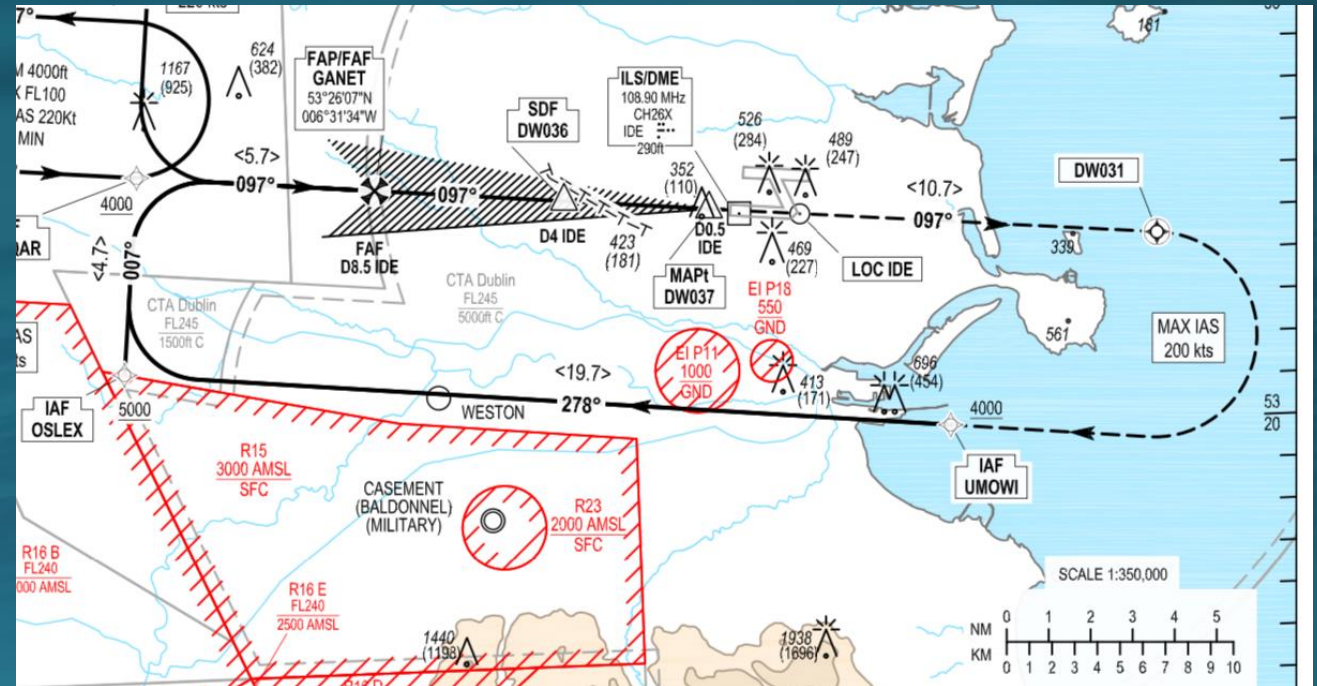 7°
624
(382)
1167
(925)
4000ft
FL100
220Kt
MIN
FAP/FAF
GANET
53°26'07"N
006°31'34"W
SDF
DW036
ILS/DME
108.90 MHz
CH26X
IDE
290ft
526
(284)
489
(247)
352
(110)
181
DW031
<5.7>
097°
097°
<10.7>
097°
4000
D4 IDE
D0.5
IDE
423
(181)
469
(227)
LOC IDE
339
FAF
D8.5 IDE
MAPt
DW037
<4.7>
007°
CTA Dublin
FL245
1500ft C
CTA Dublin
FL245
5000ft C
EI P18
550
GND
EI P11
1000
GND
561
MAX IAS
200 kts
696
(454)
413
(171)
<19.7>
278°
4000
53
20
IAF
OSLEX
5000
WESTON
IAF
UMOWI
R15
3000 AMSL
SFC
CASEMENT
(BALDONNEL)
(MILITARY)
R23
2000 AMSL
SFC
R16 B
FL240
R16 E
FL240
2500 AMSL
1440
(1198)
1938
(1696)
SCALE 1:350,000
0 1 2 3 4 5
NM
KM
0 1 2 3 4 5 6 7 8 9 10